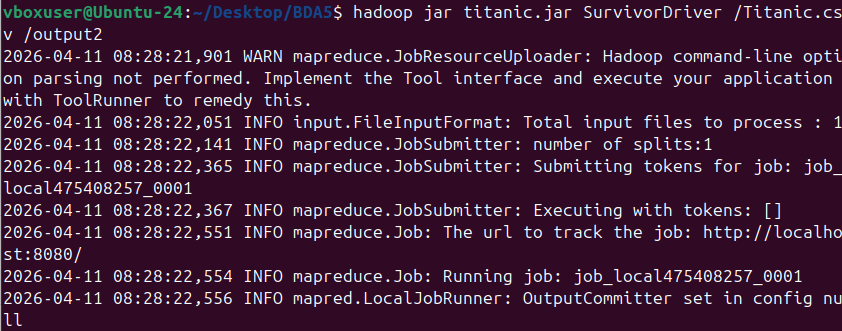 vboxuser@Ubuntu-24:~/Desktop/BDA5$ hadoop jar titanic.jar SurvivorDriver /Titanic.cs
v /output2
2026-04-11 08:28:21,901 WARN mapreduce.JobResourceUploader: Hadoop command-line opti
on parsing not performed. Implement the Tool interface and execute your application
with ToolRunner to remedy this.
2026-04-11 08:28:22,051 INFO input.FileInputFormat: Total input files to process : 1
2026-04-11 08:28:22,141 INFO mapreduce.JobSubmitter: number of splits:1
2026-04-11 08:28:22,365 INFO mapreduce.JobSubmitter: Submitting tokens for job: job_
local475408257_0001
2026-04-11 08:28:22,367 INFO mapreduce.JobSubmitter: Executing with tokens: []
2026-04-11 08:28:22,551 INFO mapreduce.Job: The url to track the job: http://localho
st:8080/
2026-04-11 08:28:22,554 INFO mapreduce.Job: Running job: job_local475408257_0001
2026-04-11 08:28:22,556 INFO mapred.LocalJobRunner: OutputCommitter set in config nu
ll